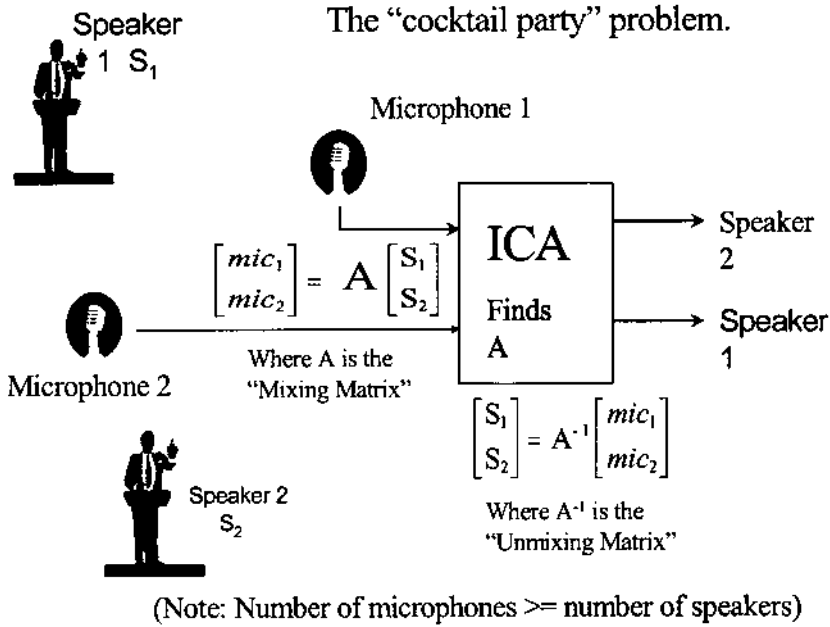 The “cocktail party” problem.
Speaker
1 S₁
Microphone 1
[mic₁
mic₂] = A [S₁
S₂]
Where A is the
“Mixing Matrix”
Microphone 2
ICA
Finds
A
Speaker
2
Speaker
1
[S₁
S₂] = A⁻¹ [mic₁
mic₂]
Where A⁻¹ is the
“Unmixing Matrix”
Speaker 2
S₂
(Note: Number of microphones >= number of speakers)